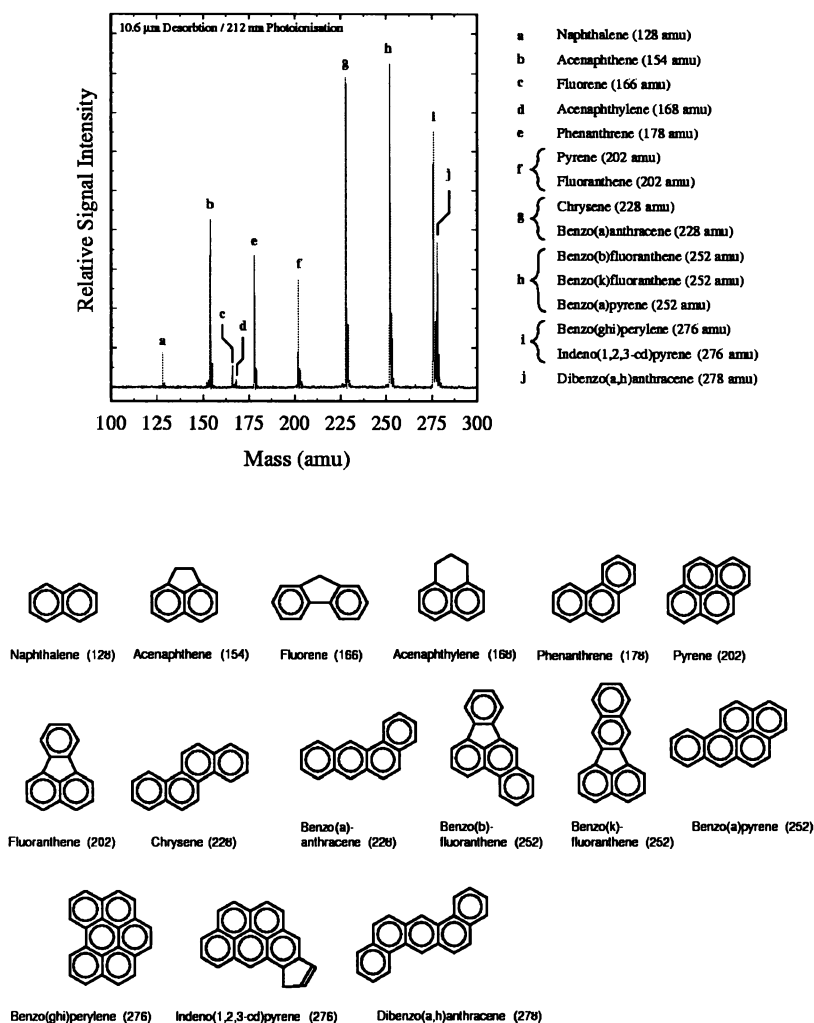 10.6 µm Desorbtion / 212 nm Photoionisation
Relative Signal Intensity
a
b
c
d
e
f
g
h
i
j
100 125 150 175 200 225 250 275 300
Mass (amu)
a Naphthalene (128 amu)
b Acenaphthene (154 amu)
c Fluorene (166 amu)
d Acenaphthylene (168 amu)
e Phenanthrene (178 amu)
f Pyrene (202 amu)
Fluoranthene (202 amu)
g Chrysene (228 amu)
Benzo(a)anthracene (228 amu)
h Benzo(b)fluoranthene (252 amu)
Benzo(k)fluoranthene (252 amu)
Benzo(a)pyrene (252 amu)
i Benzo(ghi)perylene (276 amu)
Indeno(1,2,3-cd)pyrene (276 amu)
j Dibenzo(a,h)anthracene (278 amu)
Naphthalene (128) Acenaphthene (154) Fluorene (166) Acenaphthylene (168) Phenanthrene (178) Pyrene (202)
Fluoranthene (202) Chrysene (228) Benzo(a)-
anthracene (228) Benzo(b)-
fluoranthene (252) Benzo(k)-
fluoranthene (252) Benzo(a)pyrene (252)
Benzo(ghi)perylene (276) Indeno(1,2,3-cd)pyrene (276) Dibenzo(a,h)anthracene (278)